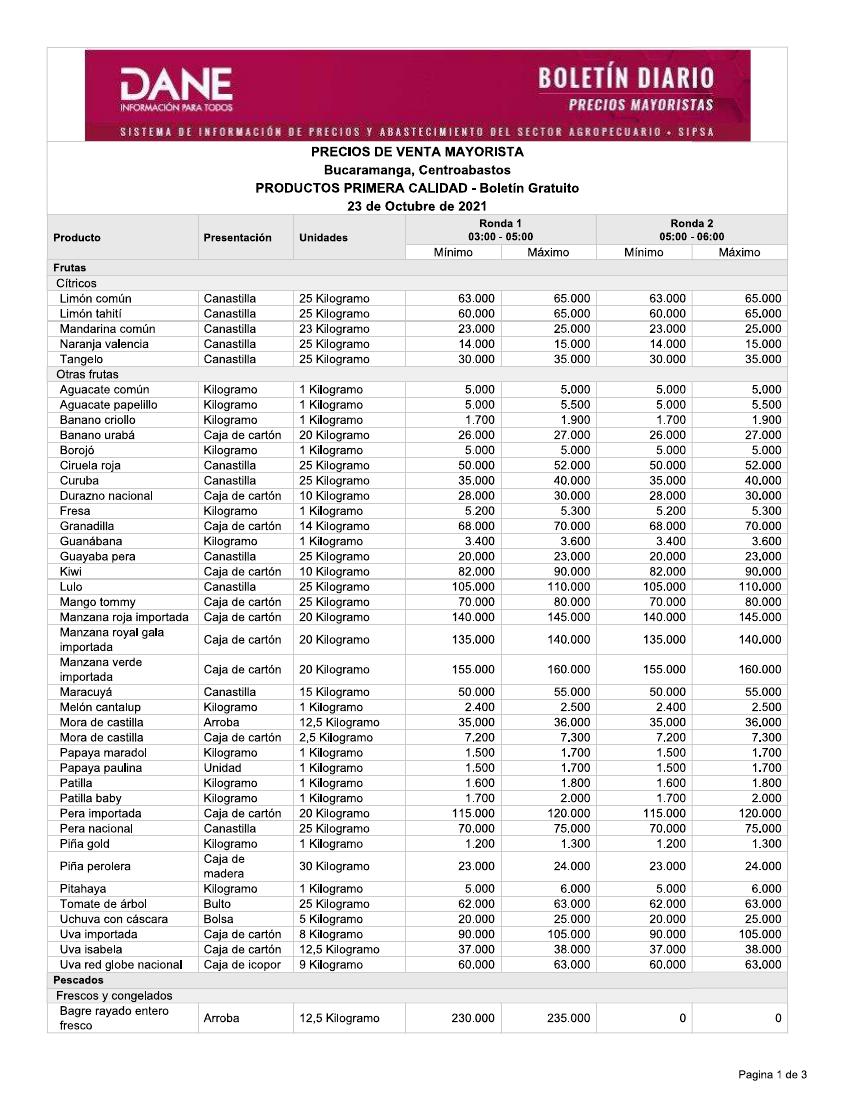 DANE
INFORMACIÓN PARA TODOS
BOLETÍN DIARIO
PRECIOS MAYORISTAS
SISTEMA DE INFORMACIÓN DE PRECIOS Y ABASTECIMIENTO DEL SECTOR AGROPECUARIO • SIPSA
PRECIOS DE VENTA MAYORISTA
Bucaramanga, Centroabastos
PRODUCTOS PRIMERA CALIDAD - Boletín Gratuito
23 de Octubre de 2021
Producto Presentación Unidades Ronda 1 03:00 - 05:00 Ronda 2 05:00 - 06:00
Mínimo Máximo Mínimo Máximo
Frutas
Cítricos
Limón común Canastilla 25 Kilogramo 63.000 65.000 63.000 65.000
Limón tahití Canastilla 25 Kilogramo 60.000 65.000 60.000 65.000
Mandarina común Canastilla 23 Kilogramo 23.000 25.000 23.000 25.000
Naranja valencia Canastilla 25 Kilogramo 14.000 15.000 14.000 15.000
Tangelo Canastilla 25 Kilogramo 30.000 35.000 30.000 35.000
Otras frutas
Aguacate común Kilogramo 1 Kilogramo 5.000 5.000 5.000 5.000
Aguacate papelillo Kilogramo 1 Kilogramo 5.000 5.500 5.000 5.500
Banano criollo Kilogramo 1 Kilogramo 1.700 1.900 1.700 1.900
Banano urabá Caja de cartón 20 Kilogramo 26.000 27.000 26.000 27.000
Borojó Kilogramo 1 Kilogramo 5.000 5.000 5.000 5.000
Ciruela roja Canastilla 25 Kilogramo 50.000 52.000 50.000 52.000
Curuba Canastilla 25 Kilogramo 35.000 40.000 35.000 40.000
Durazno nacional Caja de cartón 10 Kilogramo 28.000 30.000 28.000 30.000
Fresa Kilogramo 1 Kilogramo 5.200 5.300 5.200 5.300
Granadilla Caja de cartón 14 Kilogramo 68.000 70.000 68.000 70.000
Guanábana Kilogramo 1 Kilogramo 3.400 3.600 3.400 3.600
Guayaba pera Canastilla 25 Kilogramo 20.000 23.000 20.000 23.000
Kiwi Caja de cartón 10 Kilogramo 82.000 90.000 82.000 90.000
Lulo Canastilla 25 Kilogramo 105.000 110.000 105.000 110.000
Mango tommy Caja de cartón 25 Kilogramo 70.000 80.000 70.000 80.000
Manzana roja importada Caja de cartón 20 Kilogramo 140.000 145.000 140.000 145.000
Manzana royal gala
importada Caja de cartón 20 Kilogramo 135.000 140.000 135.000 140.000
Manzana verde
importada Caja de cartón 20 Kilogramo 155.000 160.000 155.000 160.000
Maracuyá Canastilla 15 Kilogramo 50.000 55.000 50.000 55.000
Melón cantalup Kilogramo 1 Kilogramo 2.400 2.500 2.400 2.500
Mora de castilla Arroba 12,5 Kilogramo 35.000 36.000 35.000 36.000
Mora de castilla Caja de cartón 2,5 Kilogramo 7.200 7.300 7.200 7.300
Papaya maradol Kilogramo 1 Kilogramo 1.500 1.700 1.500 1.700
Papaya paulina Unidad 1 Kilogramo 1.500 1.700 1.500 1.700
Patilla Kilogramo 1 Kilogramo 1.600 1.800 1.600 1.800
Patilla baby Kilogramo 1 Kilogramo 1.700 2.000 1.700 2.000
Pera importada Caja de cartón 20 Kilogramo 115.000 120.000 115.000 120.000
Pera nacional Canastilla 25 Kilogramo 70.000 75.000 70.000 75.000
Piña gold Kilogramo 1 Kilogramo 1.200 1.300 1.200 1.300
Piña perolera Caja de
madera 30 Kilogramo 23.000 24.000 23.000 24.000
Pitahaya Kilogramo 1 Kilogramo 5.000 6.000 5.000 6.000
Tomate de árbol Bulto 25 Kilogramo 62.000 63.000 62.000 63.000
Uchuva con cáscara Bolsa 5 Kilogramo 20.000 25.000 20.000 25.000
Uva importada Caja de cartón 8 Kilogramo 90.000 105.000 90.000 105.000
Uva isabela Caja de cartón 12,5 Kilogramo 37.000 38.000 37.000 38.000
Uva red globe nacional Caja de icopor 9 Kilogramo 60.000 63.000 60.000 63.000
Pescados
Frescos y congelados
Bagre rayado entero
fresco Arroba 12,5 Kilogramo 230.000 235.000 0 0
Pagina 1 de 3